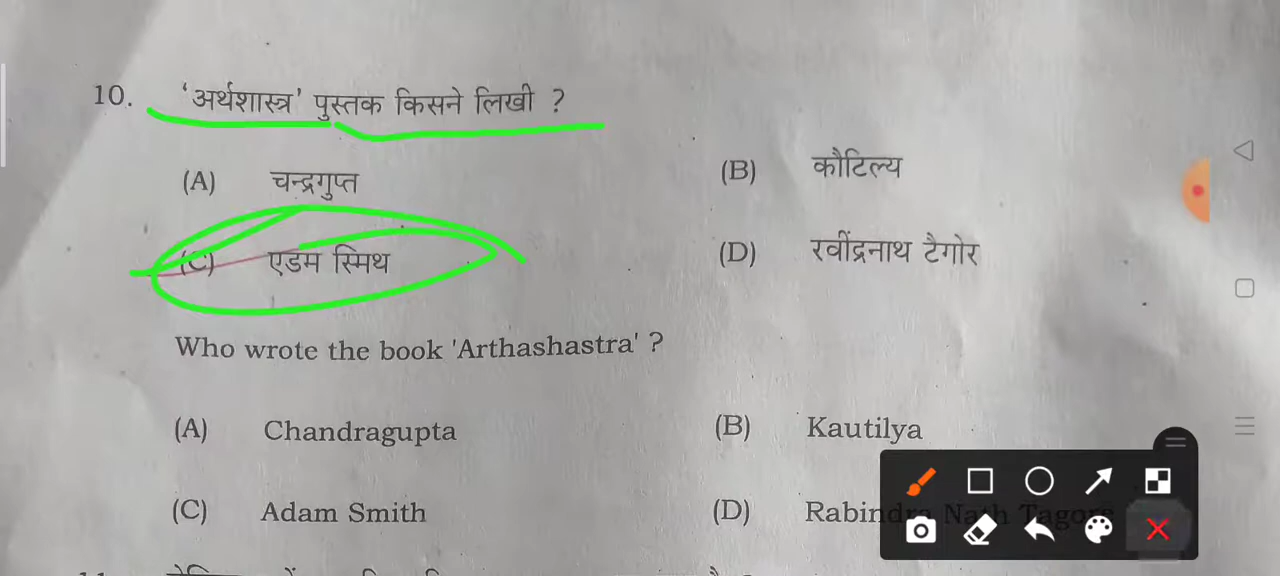 10. 'अर्थशास्त्र' पुस्तक किसने लिखी ?
(A) चन्द्रगुप्त (B) कौटिल्य
(C) एडम स्मिथ (D) रवींद्रनाथ टैगोर
Who wrote the book 'Arthashastra' ?
(A) Chandragupta (B) Kautilya
(C) Adam Smith (D) Rabindra Nath Tagore